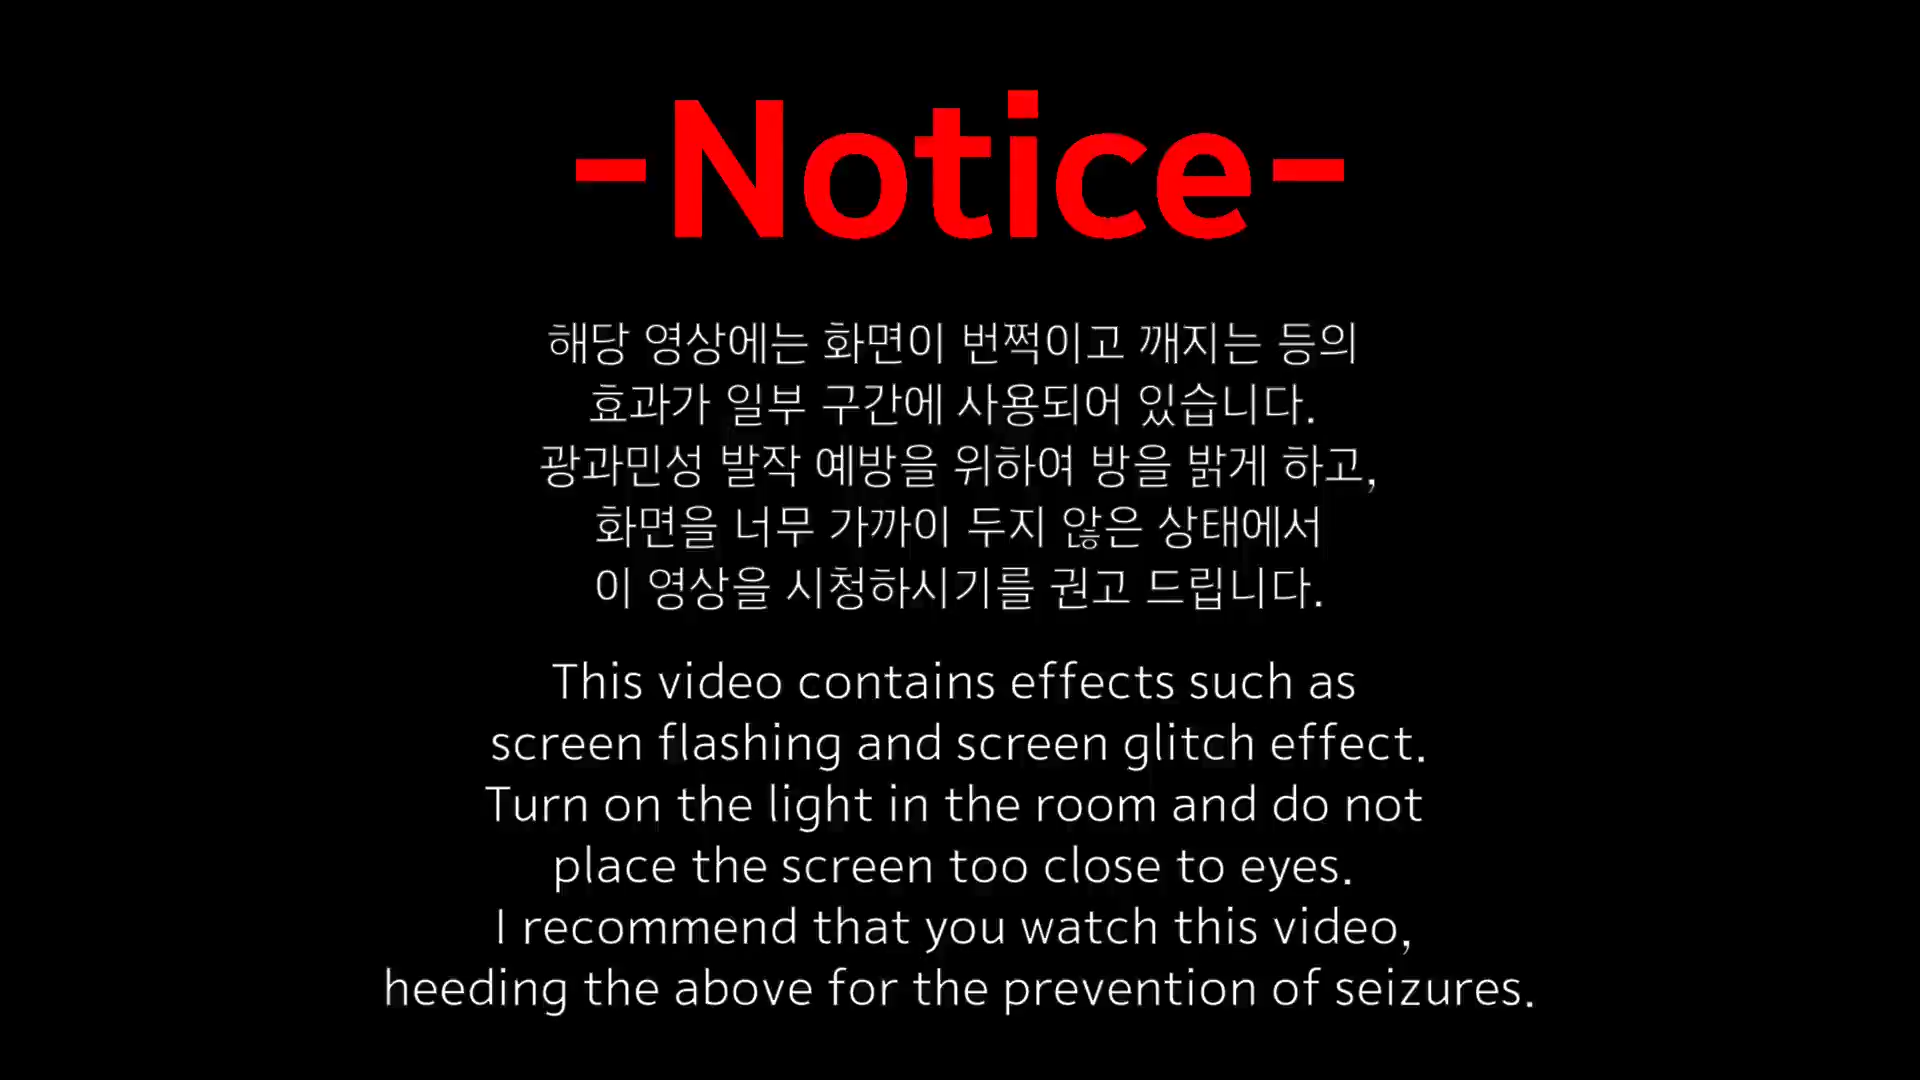 -Notice-
해당 영상에는 화면이 번쩍이고 깨지는 등의
효과가 일부 구간에 사용되어 있습니다.
광과민성 발작 예방을 위하여 방을 밝게 하고,
화면을 너무 가까이 두지 않은 상태에서
이 영상을 시청하시기를 권고 드립니다.
This video contains effects such as
screen flashing and screen glitch effect.
Turn on the light in the room and do not
place the screen too close to eyes.
I recommend that you watch this video,
heeding the above for the prevention of seizures.